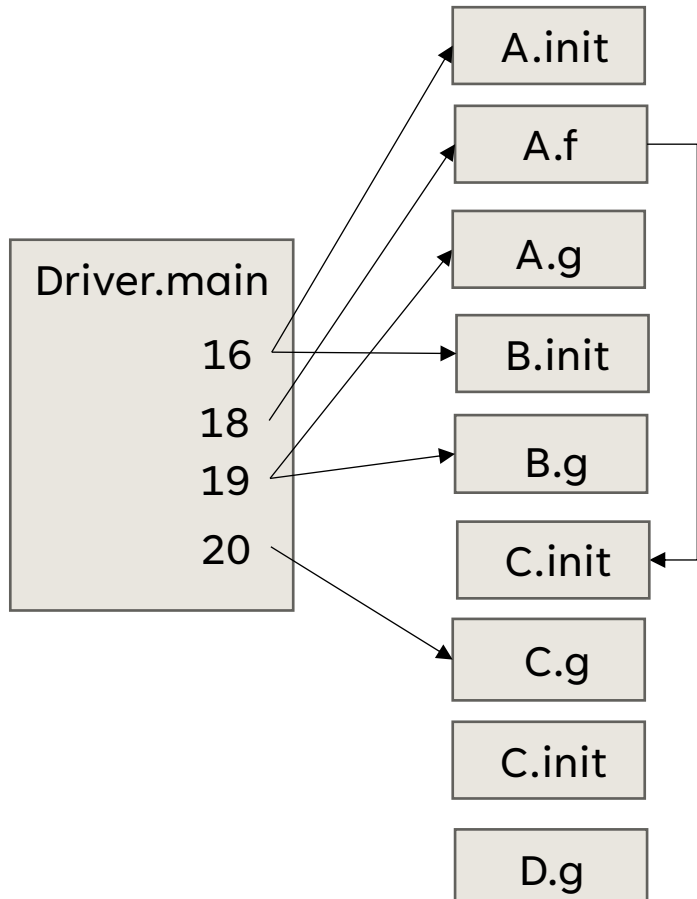 A.init
A.f
A.g
Driver.main
16
B.init
18
19
B.g
20
C.init
C.g
C.init
D.g